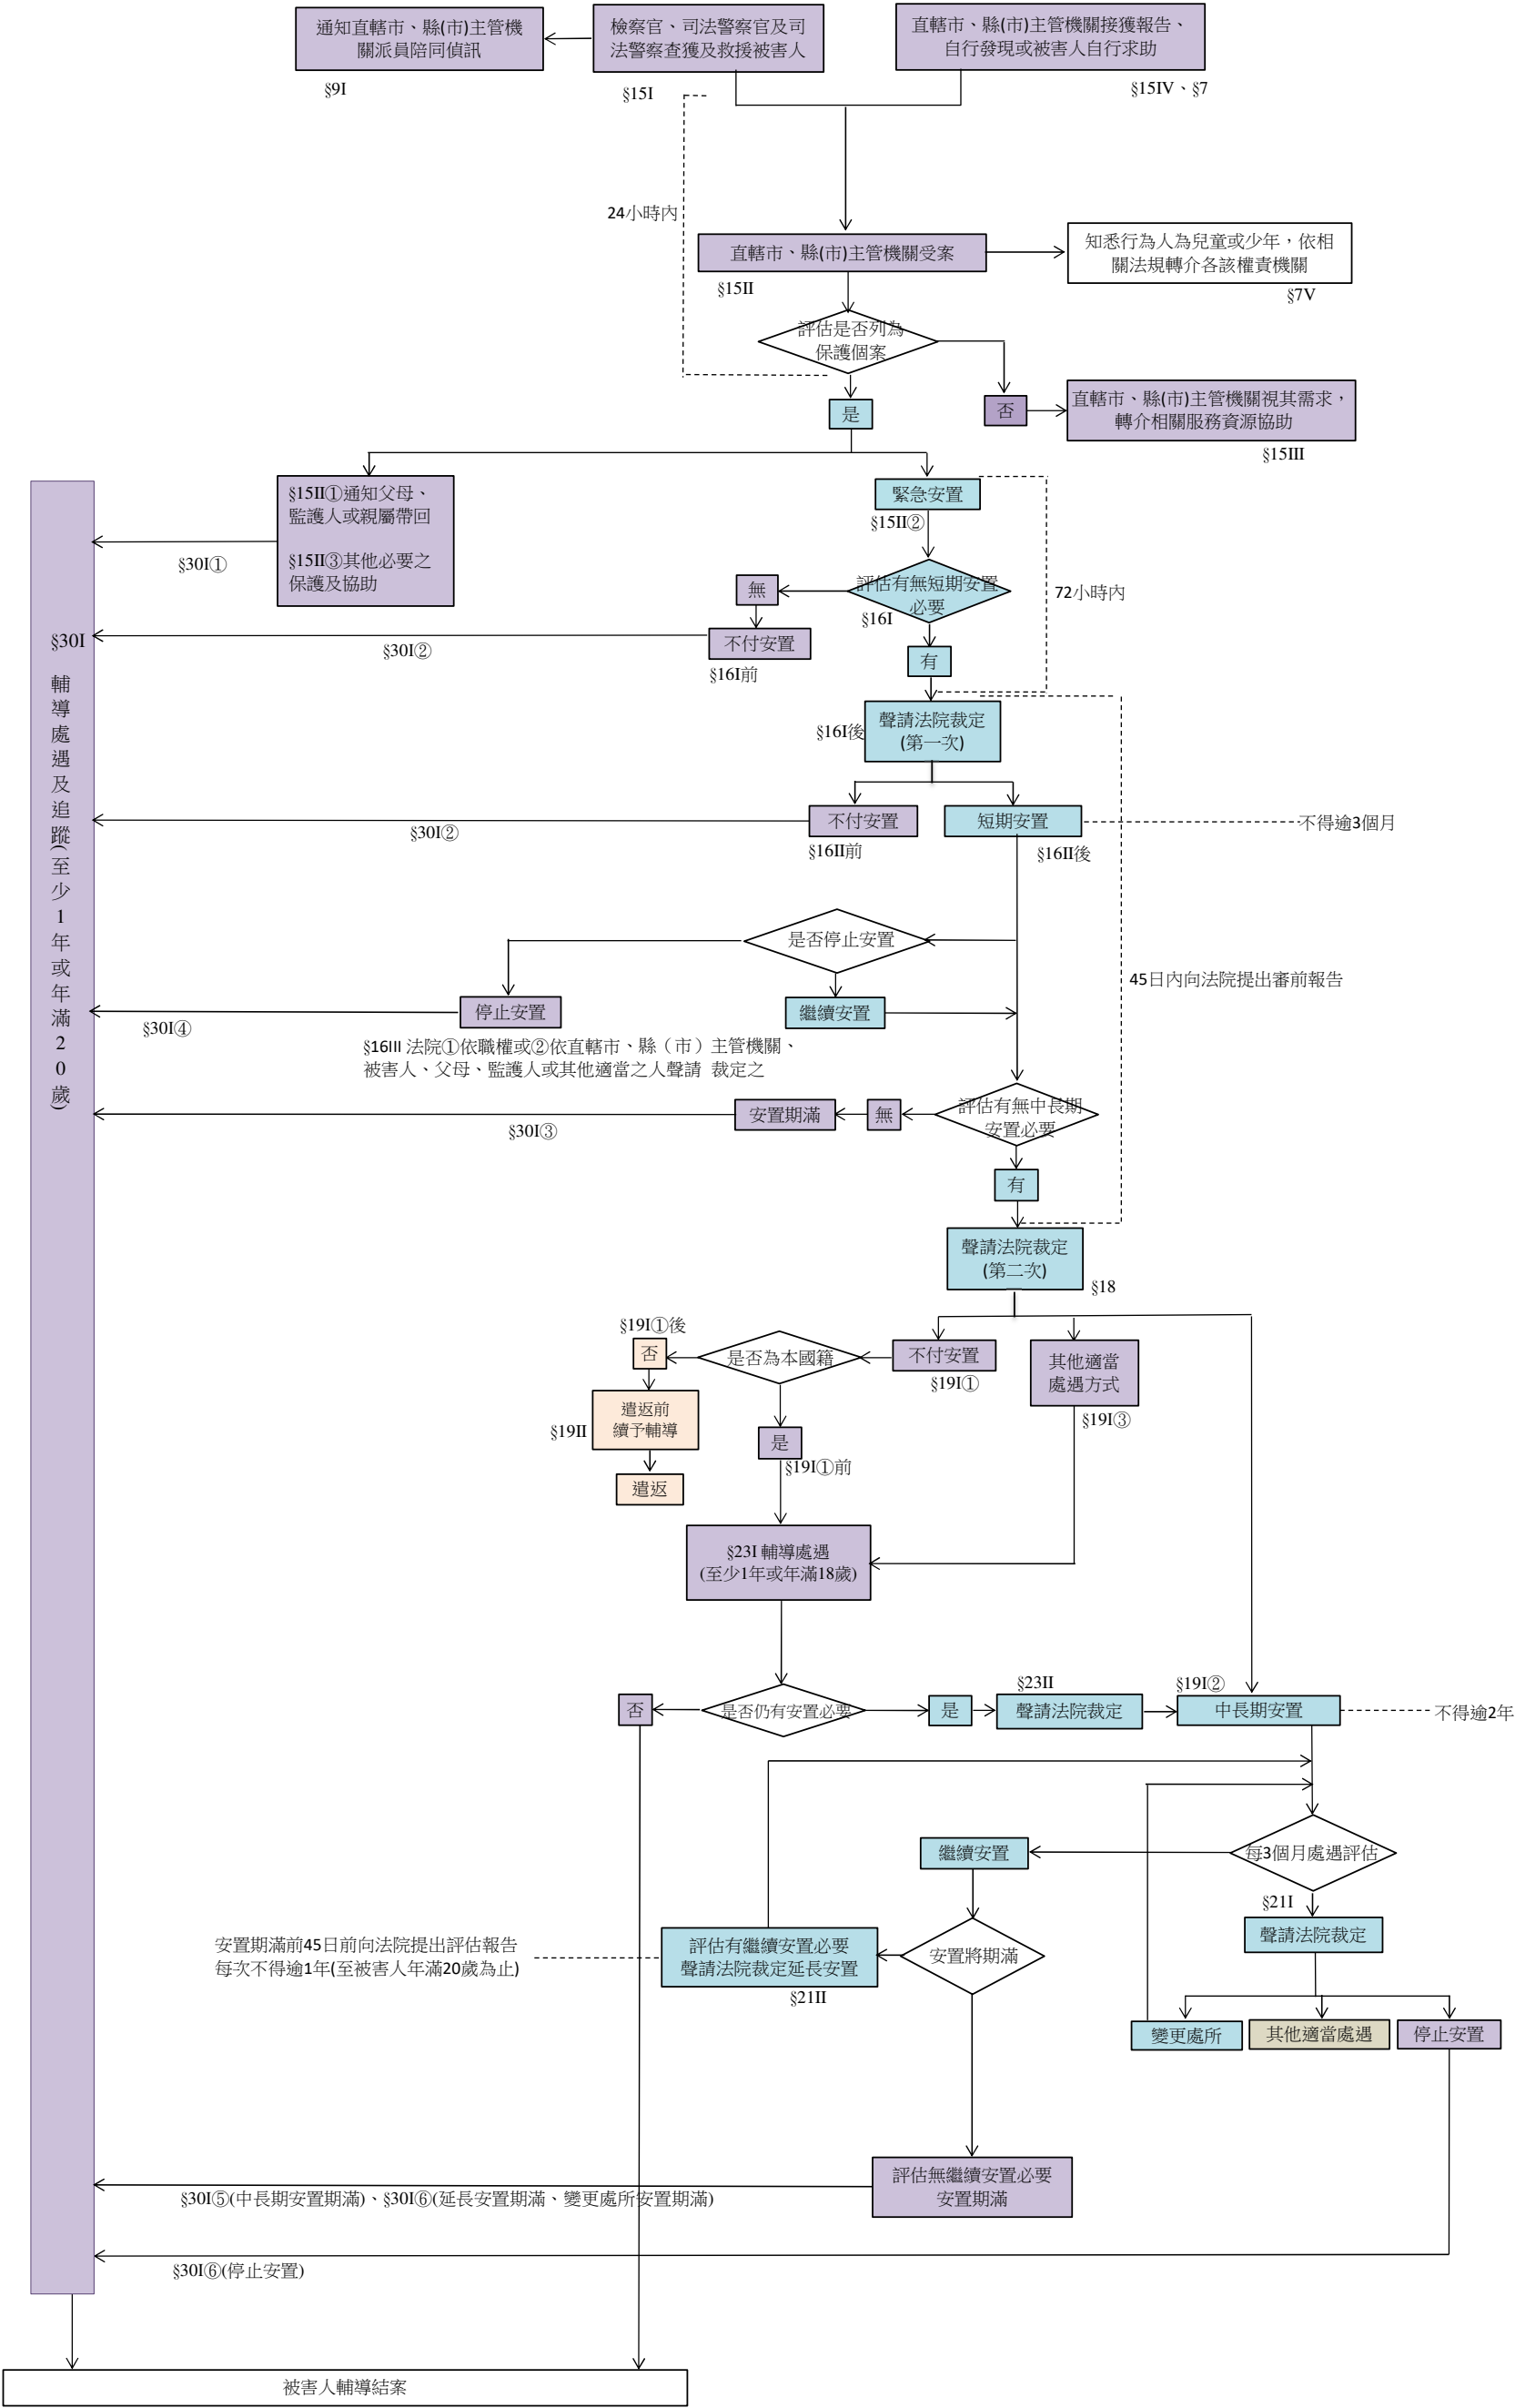 通知直轄市、縣(市)主管機
關派員陪同偵訊
§9I
檢察官、司法警察官及司
法警察查獲及救援被害人
§15I
直轄市、縣(市)主管機關接獲報告、
自行發現或被害人自行求助
§15IV、§7
24小時內
直轄市、縣(市)主管機關受案
§15II
知悉行為人為兒童或少年，依相
關法規轉介各該權責機關
§7V
評估是否列為
保護個案
是
否
直轄市、縣(市)主管機關視其需求，
轉介相關服務資源協助
§15III
§15II①通知父母、
監護人或親屬帶回
§15II③其他必要之
保護及協助
§30I①
緊急安置
§15II②
評估有無短期安置
必要
§16I
72小時內
無
不付安置
§16I前
§30I②
有
§30I
輔導處遇及追蹤(至少1年或年滿20歲)
聲請法院裁定
(第一次)
§16I後
不付安置
§16II前
§30I②
短期安置
§16II後
不得逾3個月
是否停止安置
停止安置
§30I④
繼續安置
45日內向法院提出審前報告
§16III 法院①依職權或②依直轄市、縣（市）主管機關、
被害人、父母、監護人或其他適當之人聲請 裁定之
評估有無中長期
安置必要
無
安置期滿
§30I③
有
聲請法院裁定
(第二次)
§18
§19I①後
否
是否為本國籍
不付安置
§19I①
其他適當
處遇方式
§19I③
遣返前
續予輔導
§19II
遣返
是
§19I①前
§23I 輔導處遇
(至少1年或年滿18歲)
否
是否仍有安置必要
是
§23II
聲請法院裁定
§19I②
中長期安置
不得逾2年
繼續安置
每3個月處遇評估
§21I
聲請法院裁定
安置期滿前45日前向法院提出評估報告
每次不得逾1年(至被害人年滿20歲為止)
評估有繼續安置必要
聲請法院裁定延長安置
§21II
安置將期滿
變更處所
其他適當處遇
停止安置
評估無繼續安置必要
安置期滿
§30I⑤(中長期安置期滿)、§30I⑥(延長安置期滿、變更處所安置期滿)
§30I⑥(停止安置)
被害人輔導結案